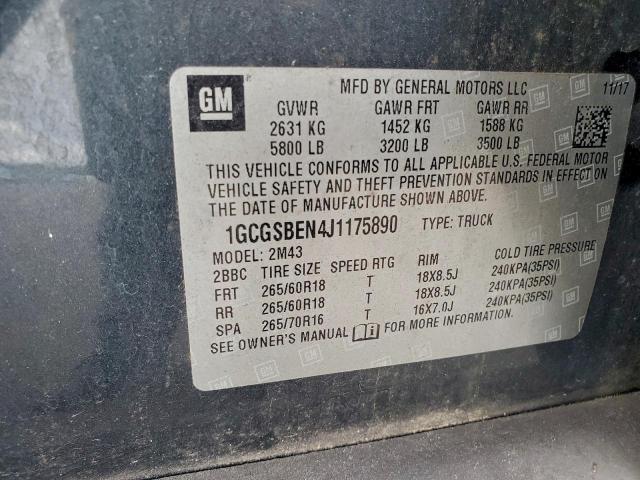 GM
MFD BY GENERAL MOTORS LLC 11/17
GVWR GAWR FRT GAWR RR
2631 KG 1452 KG 1588 KG
5800 LB 3200 LB 3500 LB
THIS VEHICLE CONFORMS TO ALL APPLICABLE U.S. FEDERAL MOTOR
VEHICLE SAFETY AND THEFT PREVENTION STANDARDS IN EFFECT ON
THE DATE OF MANUFACTURE SHOWN ABOVE.
1GCGSBEN4J1175890 TYPE: TRUCK
MODEL: 2M43
2BBC TIRE SIZE SPEED RTG RIM COLD TIRE PRESSURE
FRT 265/60R18 T 18X8.5J 240KPA(35PSI)
RR 265/60R18 T 18X8.5J 240KPA(35PSI)
SPA 265/70R16 T 16X7.0J 240KPA(35PSI)
SEE OWNER'S MANUAL FOR MORE INFORMATION.